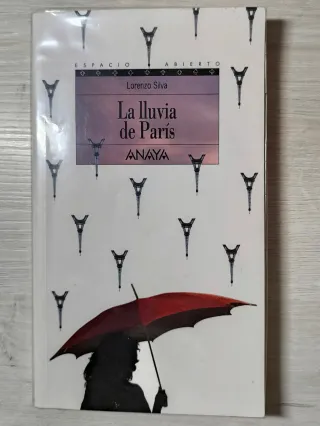 ESPACIO ABIERTO
Lorenzo Silva
La lluvia
de París
ANAYA